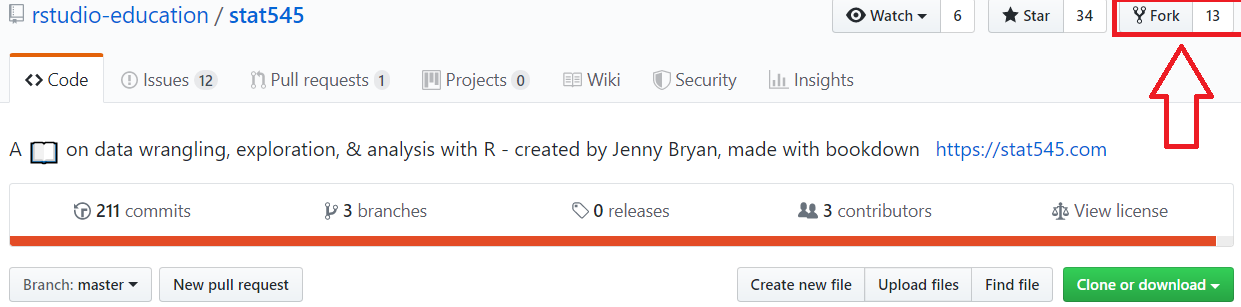 rstudio-education / stat545 Watch 6 Star 34 Fork 13
Code Issues 12 Pull requests 1 Projects 0 Wiki Security Insights
A on data wrangling, exploration, & analysis with R - created by Jenny Bryan, made with bookdown https://stat545.com
211 commits 3 branches 0 releases 3 contributors View license
Branch: master New pull request Create new file Upload files Find file Clone or download